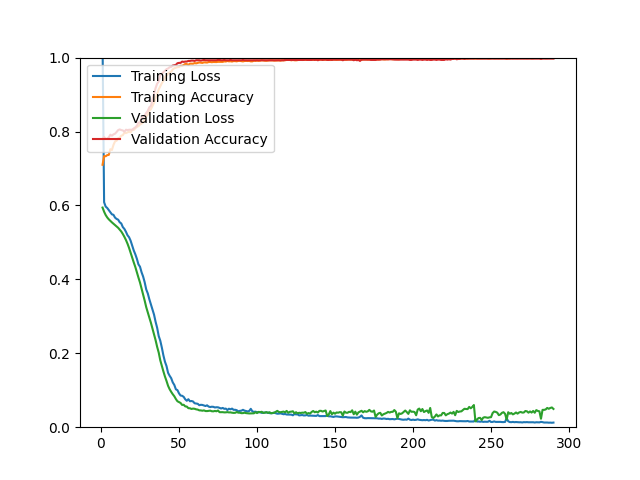 1.0
0.8
0.6
0.4
0.2
0.0
Training Loss
Training Accuracy
Validation Loss
Validation Accuracy
0 50 100 150 200 250 300